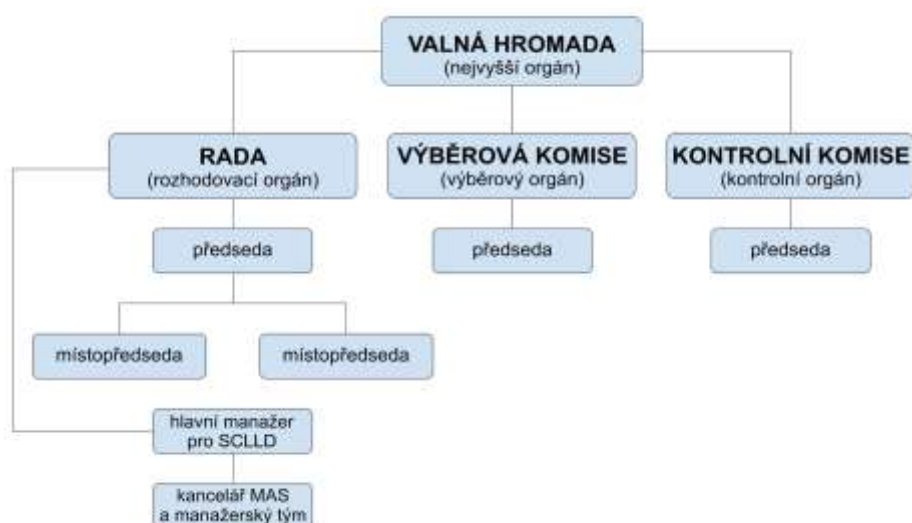 VALNÁ HROMADA
(nejvyšší orgán)
RADA
(rozhodovací orgán)
VÝBĚROVÁ KOMISE
(výběrový orgán)
KONTROLNÍ KOMISE
(kontrolní orgán)
předseda
předseda
předseda
místopředseda
místopředseda
hlavní manažer
pro SCLLD
kancelář MAS
a manažerský tým